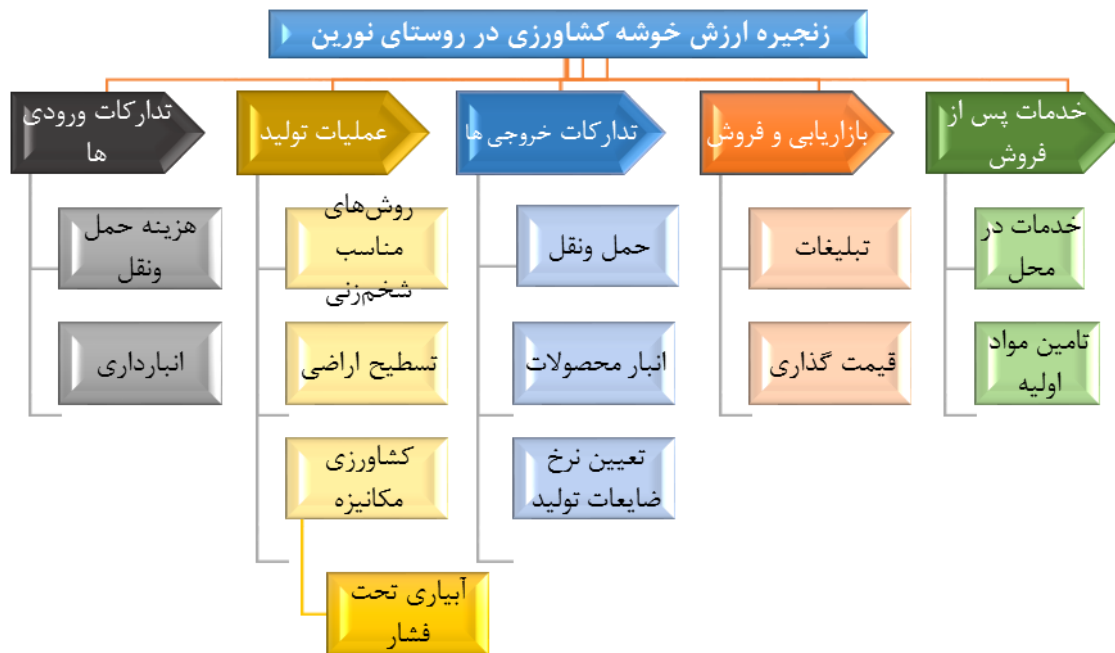 زنجیره ارزش خوشه کشاورزی در روستای نورین
تدارکات ورودی
ها
عملیات تولید
تدارکات خروجی ها
بازاریابی و فروش
خدمات پس از
فروش
هزینه حمل
ونقل
انبارداری
روش‌های
مناسب
شخم‌زنی
تسطیح اراضی
کشاورزی
مکانیزه
آبیاری تحت
فشار
حمل ونقل
انبار محصولات
تعیین نرخ
ضایعات تولید
تبلیغات
قیمت گذاری
خدمات در
محل
تامین مواد
اولیه